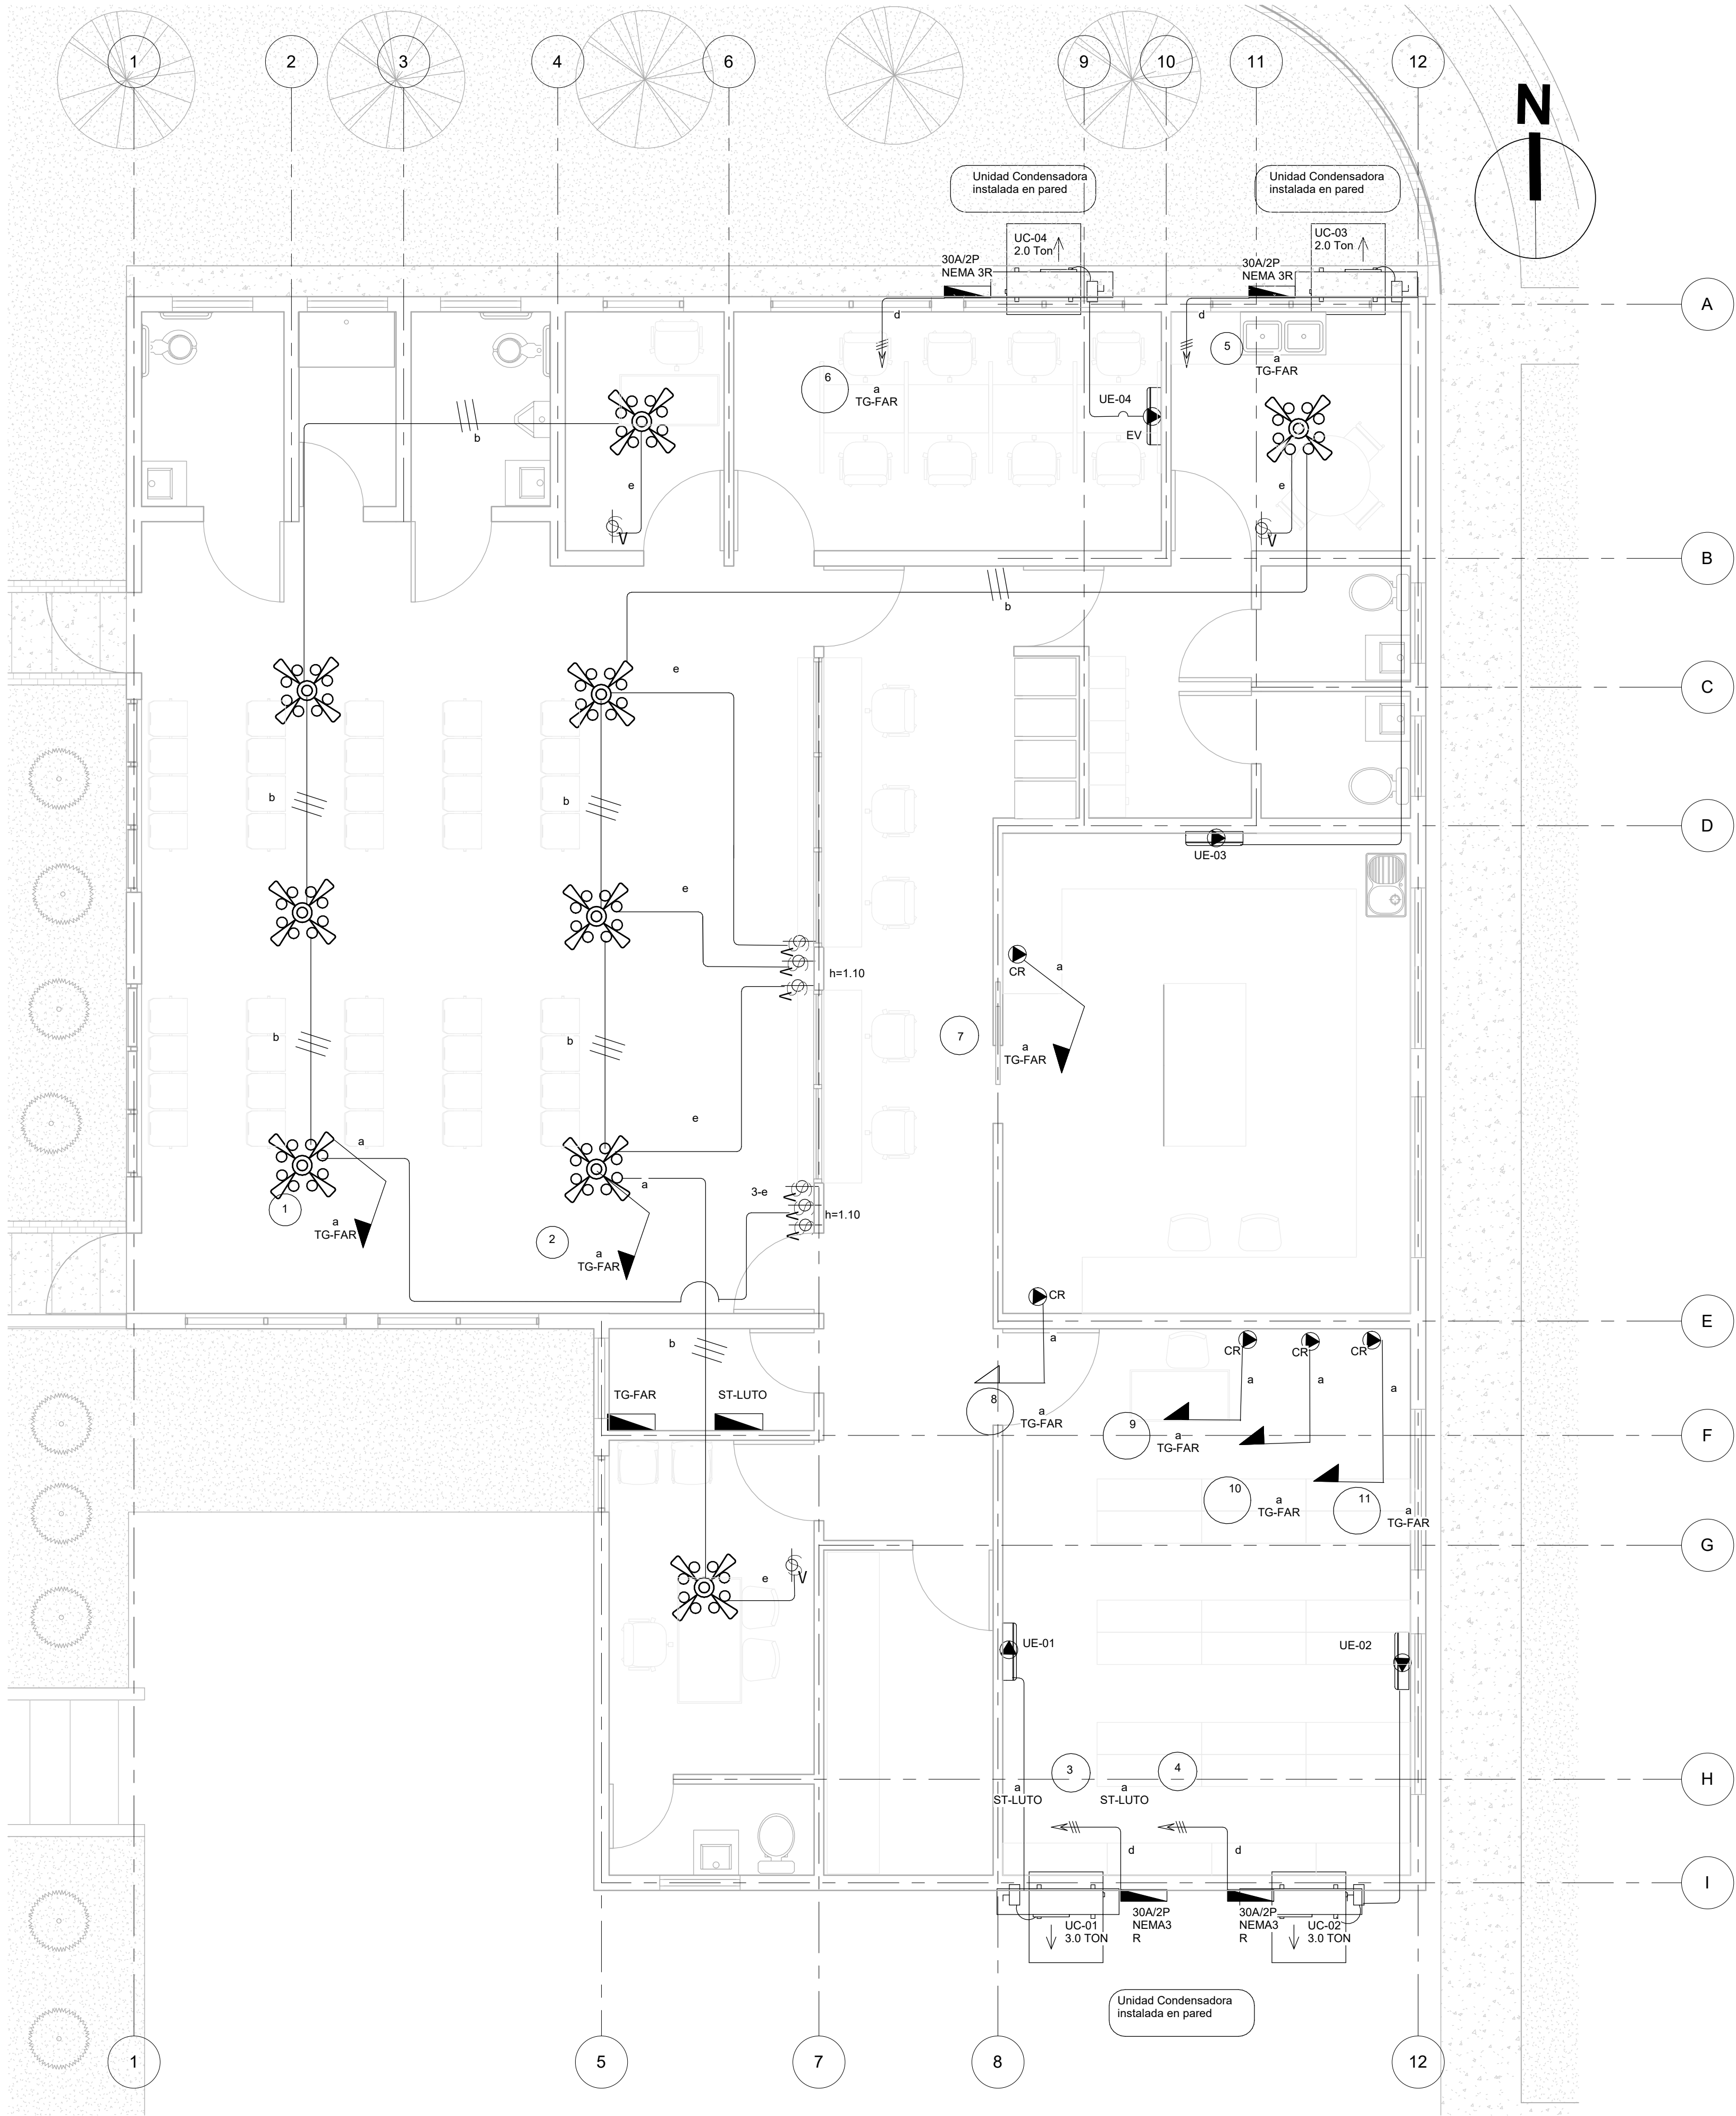 1
2
3
4
6
9
10
11
12
N
Unidad Condensadora
instalada en pared
Unidad Condensadora
instalada en pared
UC-04
2.0 Ton
UC-03
2.0 Ton
30A/2P
NEMA 3R
30A/2P
NEMA 3R
A
d
d
5
a
TG-FAR
6
a
TG-FAR
UE-04
EV
b
e
e
V
V
B
b
e
C
b
b
D
UE-03
e
h=1.10
V
V
V
CR
a
7
a
TG-FAR
b
b
e
a
1
a
TG-FAR
a
2
a
TG-FAR
3-e
h=1.10
V
V
V
CR
E
b
a
CR
CR
CR
a
a
a
TG-FAR
ST-LUTO
8
a
TG-FAR
9
a
TG-FAR
F
10
a
TG-FAR
11
a
TG-FAR
G
e
V
UE-01
UE-02
3
4
H
a
ST-LUTO
a
ST-LUTO
d
d
I
30A/2P
NEMA3
R
30A/2P
NEMA3
R
UC-01
3.0 TON
UC-02
3.0 TON
Unidad Condensadora
instalada en pared
1
5
7
8
12